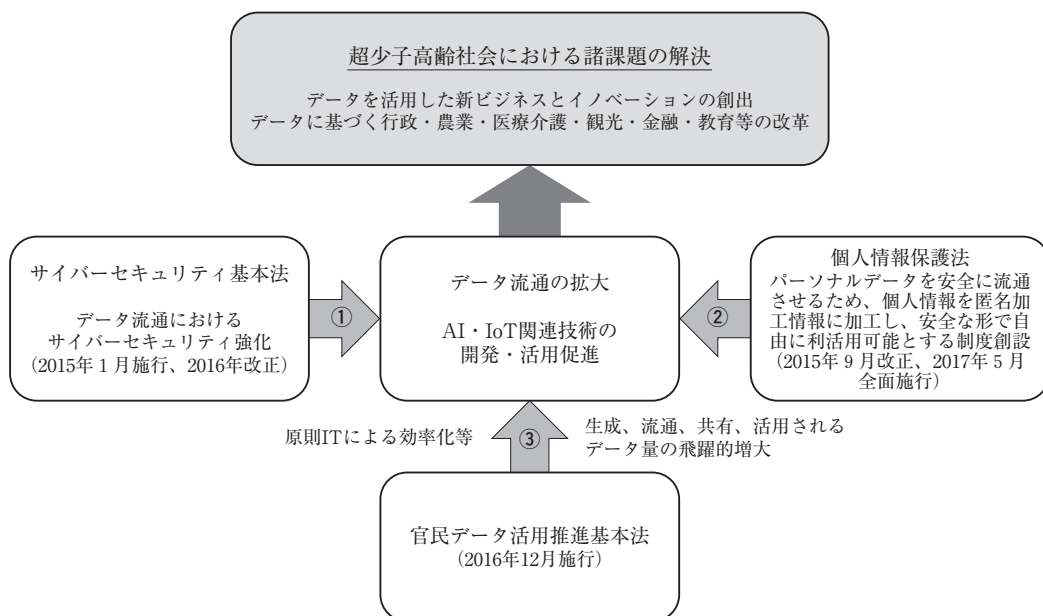 超少子高齢社会における諸課題の解決
データを活用した新ビジネスとイノベーションの創出
データに基づく行政・農業・医療介護・観光・金融・教育等の改革
サイバーセキュリティ基本法
データ流通における
サイバーセキュリティ強化
(2015年1月施行、2016年改正)
①
データ流通の拡大
AI・IoT関連技術の
開発・活用促進
②
個人情報保護法
パーソナルデータを安全に流通
させるため、個人情報を匿名加
工情報に加工し、安全な形で自
由に利活用可能とする制度創設
(2015年9月改正、2017年5月
全面施行)
原則ITによる効率化等
③
生成、流通、共有、活用される
データ量の飛躍的増大
官民データ活用推進基本法
(2016年12月施行)